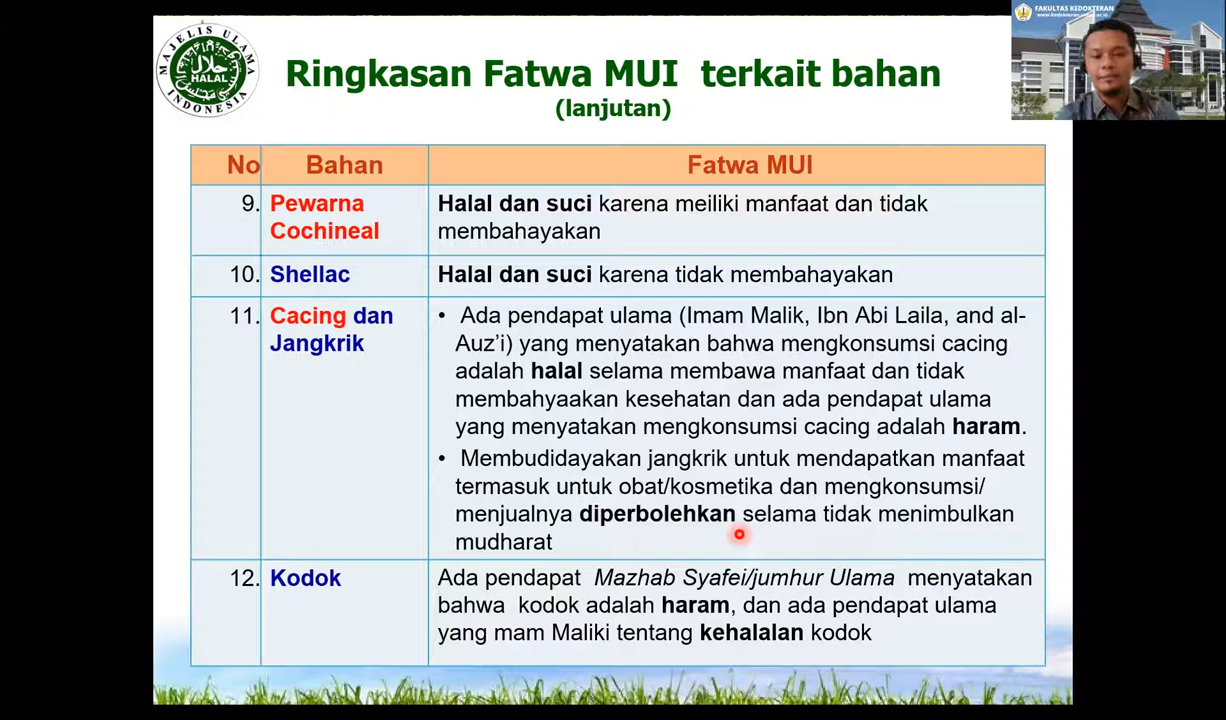 MAJELIS ULAMA
INDONESIA
حلال
HALAL
Ringkasan Fatwa MUI terkait bahan
(lanjutan)
FAKULTAS KEDOKTERAN
No Bahan Fatwa MUI
9. Pewarna Cochineal
Halal dan suci karena meiliki manfaat dan tidak
membahayakan
10. Shellac
Halal dan suci karena tidak membahayakan
11. Cacing dan
Jangkrik
• Ada pendapat ulama (Imam Malik, Ibn Abi Laila, and al-
Auz’i) yang menyatakan bahwa mengkonsumsi cacing
adalah halal selama membawa manfaat dan tidak
membahyaakan kesehatan dan ada pendapat ulama
yang menyatakan mengkonsumsi cacing adalah haram.
• Membudidayakan jangkrik untuk mendapatkan manfaat
termasuk untuk obat/kosmetika dan mengkonsumsi/
menjualnya diperbolehkan selama tidak menimbulkan
mudharat
12. Kodok
Ada pendapat Mazhab Syafei/jumhur Ulama menyatakan
bahwa kodok adalah haram, dan ada pendapat ulama
yang mam Maliki tentang kehalalan kodok